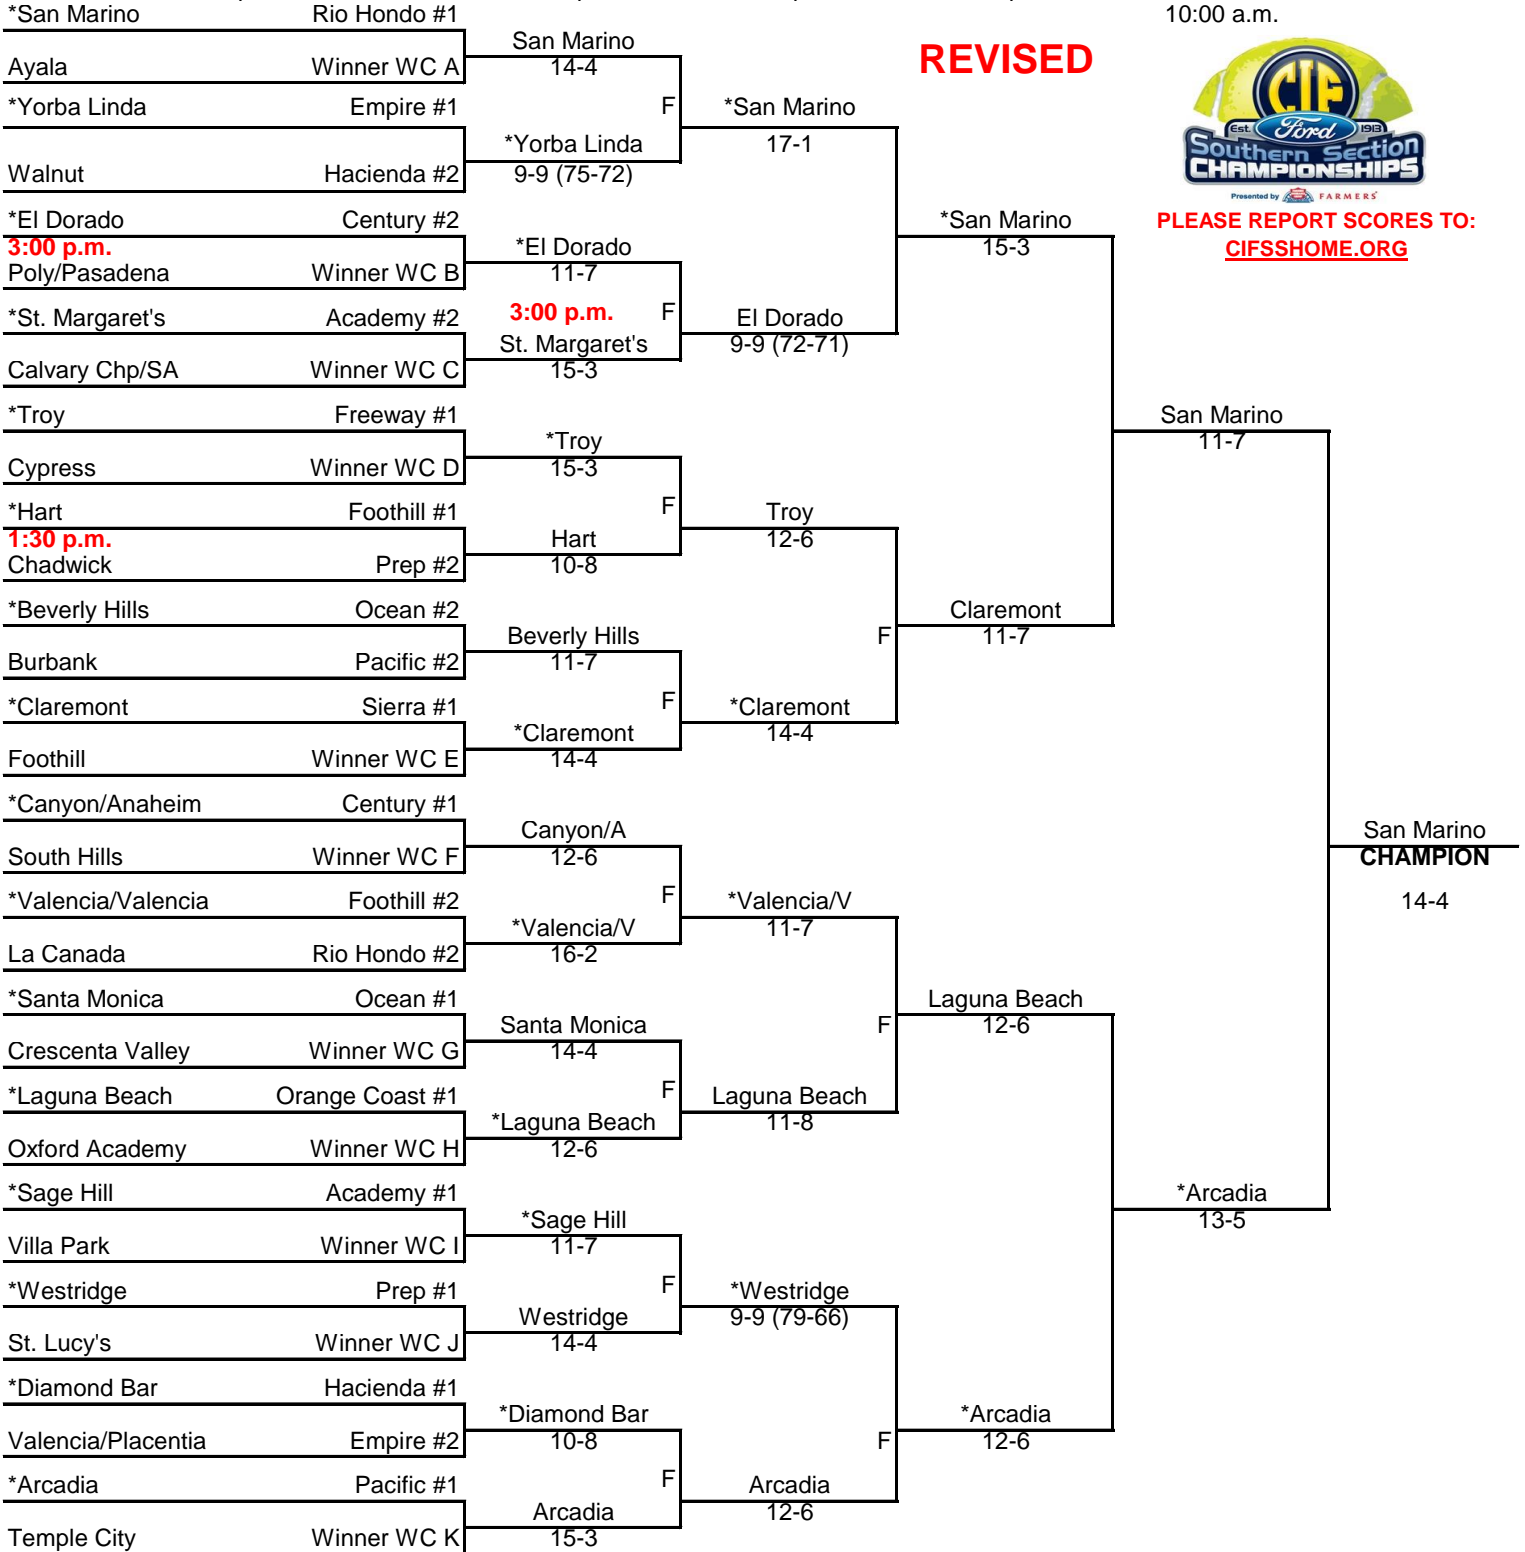 *San Marino Rio Hondo #1
10:00 a.m.
San Marino
REVISED
Ayala Winner WC A
14-4
*Yorba Linda Empire #1
F
*San Marino
*Yorba Linda
17-1
Walnut Hacienda #2
9-9 (75-72)
CIF
Est. Ford 1913
Southern Section
CHAMPIONSHIPS
Presented by FARMERS
*El Dorado Century #2
*San Marino
PLEASE REPORT SCORES TO:
3:00 p.m.
*El Dorado
15-3
CIFSSHOME.ORG
Poly/Pasadena Winner WC B
11-7
*St. Margaret's Academy #2
3:00 p.m.
F
El Dorado
St. Margaret's
9-9 (72-71)
Calvary Chp/SA Winner WC C
15-3
*Troy Freeway #1
San Marino
*Troy
11-7
Cypress Winner WC D
15-3
*Hart Foothill #1
F
Troy
1:30 p.m.
Hart
12-6
Chadwick Prep #2
10-8
*Beverly Hills Ocean #2
Claremont
Beverly Hills
F
11-7
Burbank Pacific #2
11-7
*Claremont Sierra #1
F
*Claremont
*Claremont
14-4
Foothill Winner WC E
14-4
*Canyon/Anaheim Century #1
Canyon/A
San Marino
South Hills Winner WC F
12-6
CHAMPION
*Valencia/Valencia Foothill #2
F
*Valencia/V
14-4
*Valencia/V
11-7
La Canada Rio Hondo #2
16-2
*Santa Monica Ocean #1
Laguna Beach
Santa Monica
F
12-6
Crescenta Valley Winner WC G
14-4
*Laguna Beach Orange Coast #1
F
Laguna Beach
*Laguna Beach
11-8
Oxford Academy Winner WC H
12-6
*Sage Hill Academy #1
*Arcadia
*Sage Hill
13-5
Villa Park Winner WC I
11-7
*Westridge Prep #1
F
*Westridge
Westridge
9-9 (79-66)
St. Lucy's Winner WC J
14-4
*Diamond Bar Hacienda #1
*Diamond Bar
*Arcadia
Valencia/Placentia Empire #2
10-8
F
12-6
*Arcadia Pacific #1
F
Arcadia
Arcadia
12-6
Temple City Winner WC K
15-3